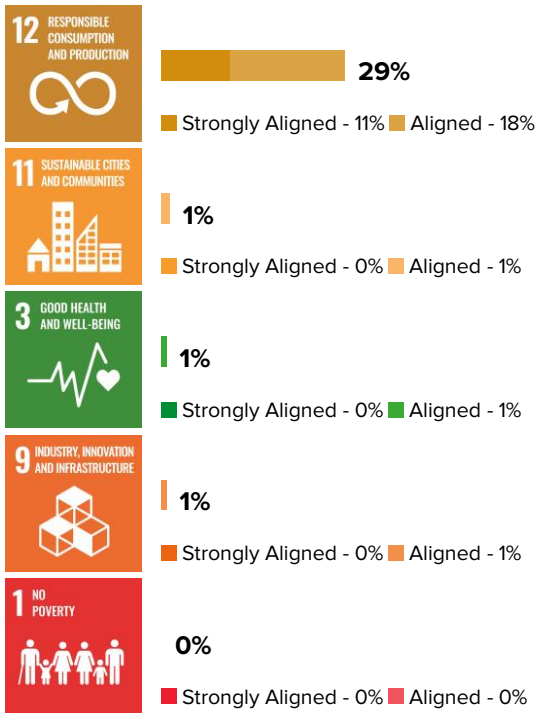 12 RESPONSIBLE
CONSUMPTION
AND PRODUCTION
29%
Strongly Aligned - 11% Aligned - 18%
11 SUSTAINABLE CITIES
AND COMMUNITIES
1%
Strongly Aligned - 0% Aligned - 1%
3 GOOD HEALTH
AND WELL-BEING
1%
Strongly Aligned - 0% Aligned - 1%
9 INDUSTRY, INNOVATION
AND INFRASTRUCTURE
1%
Strongly Aligned - 0% Aligned - 1%
1 NO
POVERTY
0%
Strongly Aligned - 0% Aligned - 0%